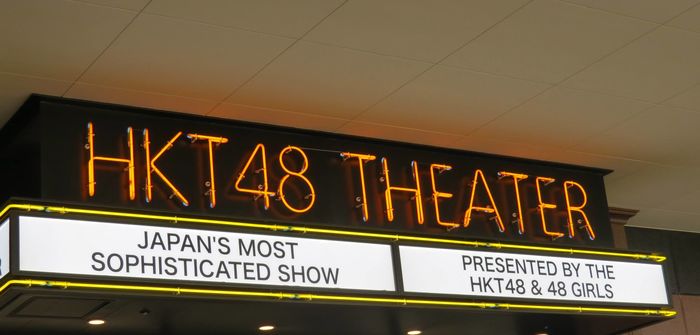 HKT48 THEATER
JAPAN'S MOST
SOPHISTICATED SHOW
PRESENTED BY THE
HKT48 & 48 GIRLS